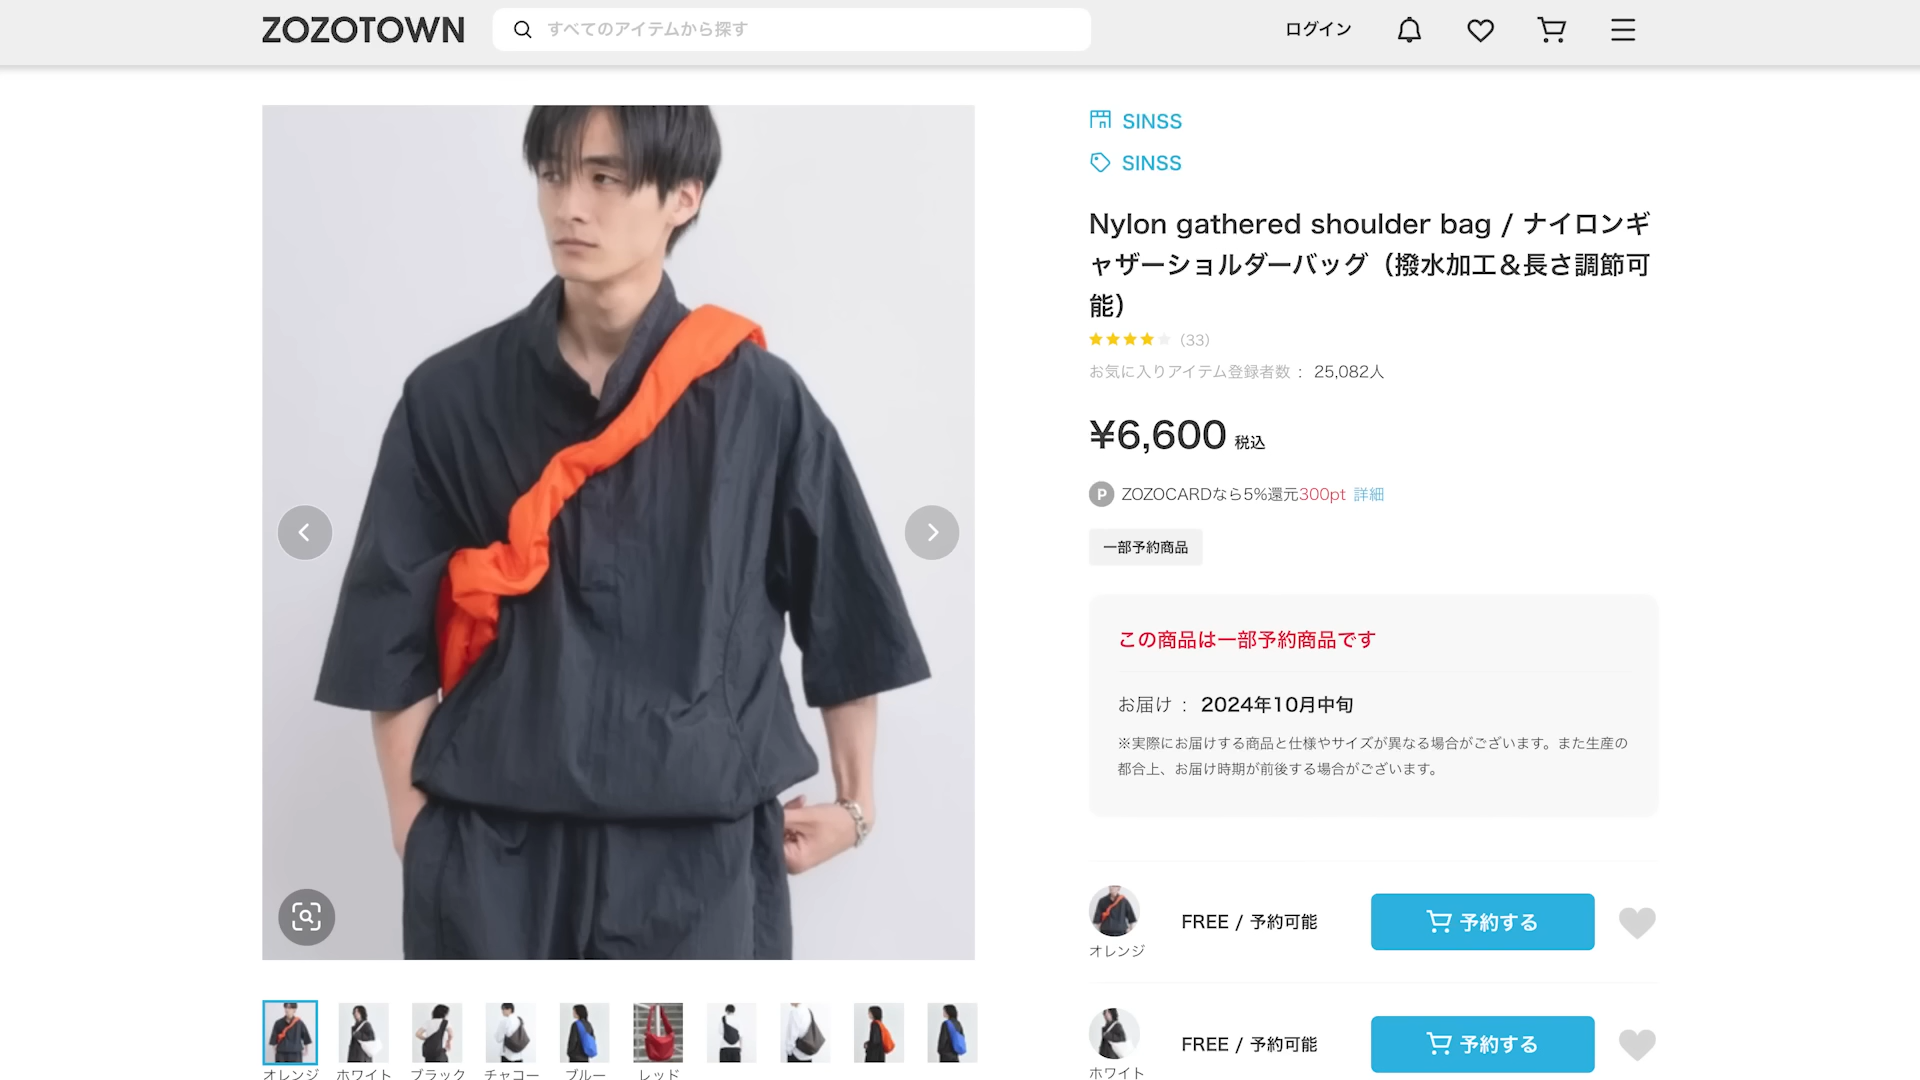 ZOZOTOWN
すべてのアイテムから探す
ログイン
SINSS
SINSS
Nylon gathered shoulder bag / ナイロンギ
ャザーショルダーバッグ（撥水加工＆長さ調節可
能）
（33）
お気に入りアイテム登録者数 ： 25,082人
¥6,600 税込
P ZOZOCARDなら5%還元300pt 詳細
一部予約商品
この商品は一部予約商品です
お届け ： 2024年10月中旬
※実際にお届けする商品と仕様やサイズが異なる場合がございます。また生産の
都合上、お届け時期が前後する場合がございます。
オレンジ
FREE / 予約可能
予約する
ホワイト
FREE / 予約可能
予約する
オレンジ ホワイト ブラック チャコー ブルー レッド